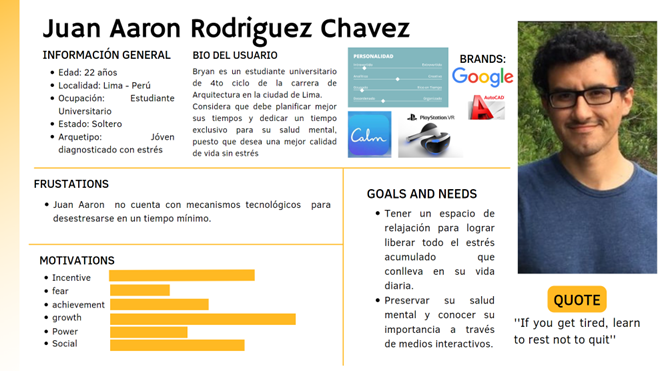 Juan Aaron Rodriguez Chavez
INFORMACIÓN GENERAL
Edad: 22 años
Localidad: Lima - Perú
Ocupación: Estudiante
Universitario
Estado: Soltero
Arquetipo: Jóven
diagnosticado con estrés
BIO DEL USUARIO
Bryan es un estudiante universitario
de 4to ciclo de la carrera de
Arquitectura en la ciudad de Lima.
Considera que debe planificar mejor
sus tiempos y dedicar un tiempo
exclusivo para su salud mental,
puesto que desea una mejor calidad
de vida sin estrés
PERSONALIDAD
Calm
PlayStation VR
BRANDS:
Google
AutoCAD
FRUSTATIONS
Juan Aaron no cuenta con mecanismos tecnológicos para
desestresarse en un tiempo mínimo.
MOTIVATIONS
Incentive
fear
achievement
growth
Power
Social
GOALS AND NEEDS
Tener un espacio de
relajación para lograr
liberar todo el estrés
acumulado que
conlleva en su vida
diaria.
Preservar su salud
mental y conocer su
importancia a través
de medios interactivos.
QUOTE
''If you get tired, learn
to rest not to quit''